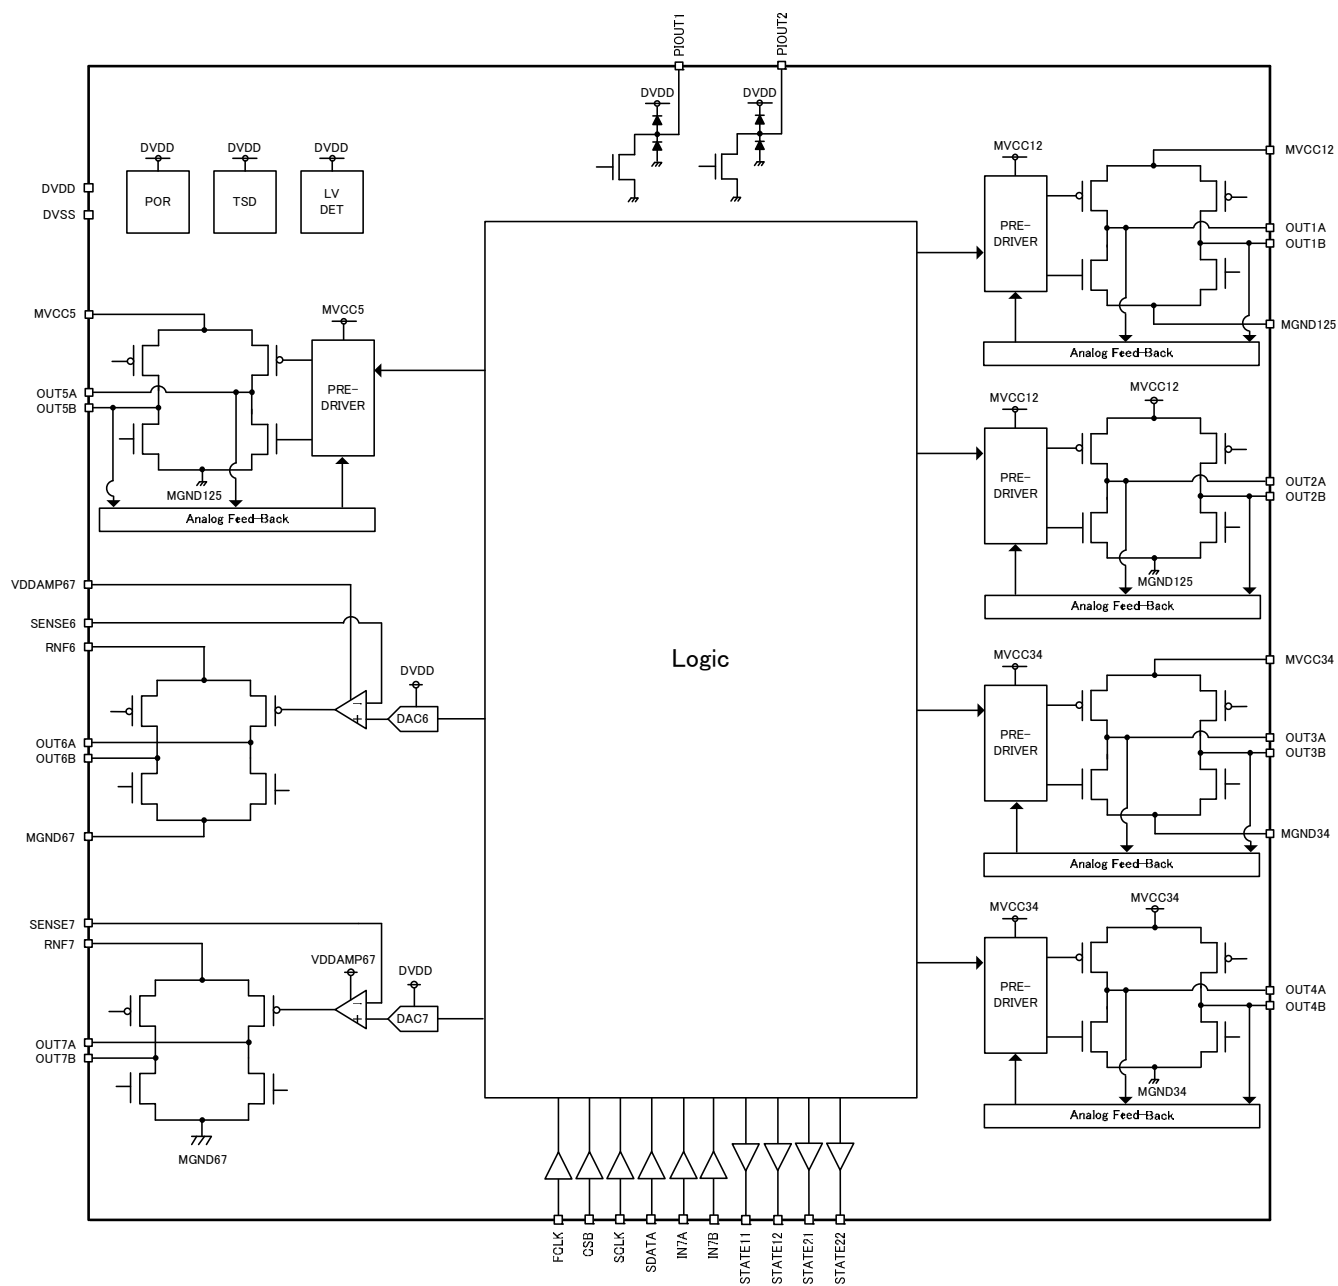 PIOUT1
PIOUT2
DVDD
DVDD
DVDD
DVDD
DVDD
POR
TSD
LV
DET
DVDD
DVSS
MVCC12
PRE-
DRIVER
MVCC12
OUT1A
OUT1B
MGND125
Analog Feed-Back
MVCC5
MVCC5
PRE-
DRIVER
OUT5A
OUT5B
MGND125
Analog Feed-Back
MVCC12
MVCC12
PRE-
DRIVER
OUT2A
OUT2B
MGND125
Analog Feed-Back
VDDAMP67
SENSE6
RNF6
DVDD
DAC6
OUT6A
OUT6B
MGND67
Logic
MVCC34
PRE-
DRIVER
MVCC34
OUT3A
OUT3B
MGND34
Analog Feed-Back
SENSE7
RNF7
VDDAMP67
DVDD
DAC7
OUT7A
OUT7B
MGND67
MVCC34
MVCC34
PRE-
DRIVER
OUT4A
OUT4B
MGND34
Analog Feed-Back
FCLK
CSB
SCLK
SDATA
IN7A
IN7B
STATE11
STATE12
STATE21
STATE22